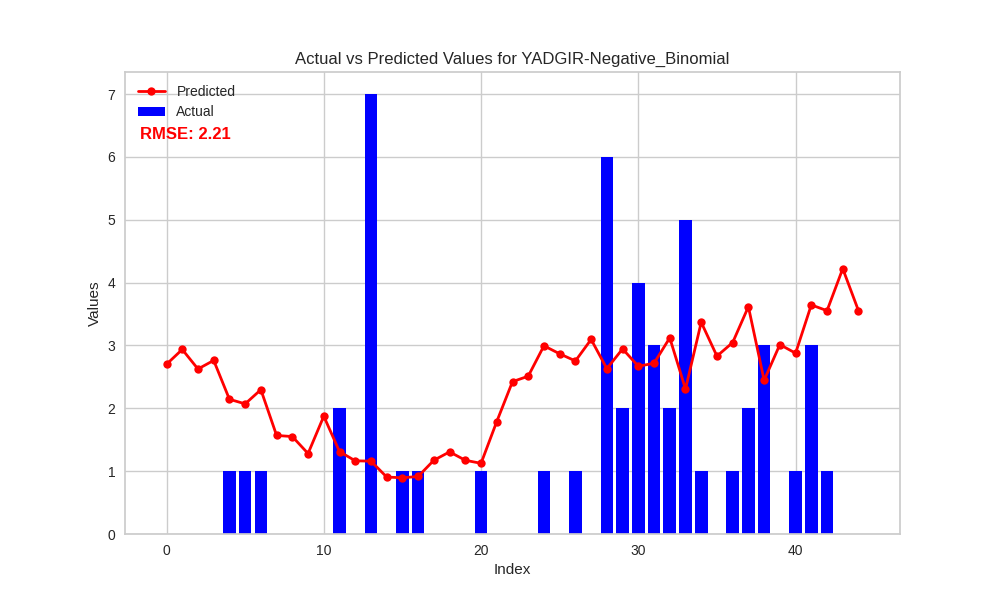 Actual vs Predicted Values for YADGIR-Negative_Binomial
Predicted
Actual
RMSE: 2.21
Values
7
6
5
4
3
2
1
0
0 10 20 30 40
Index